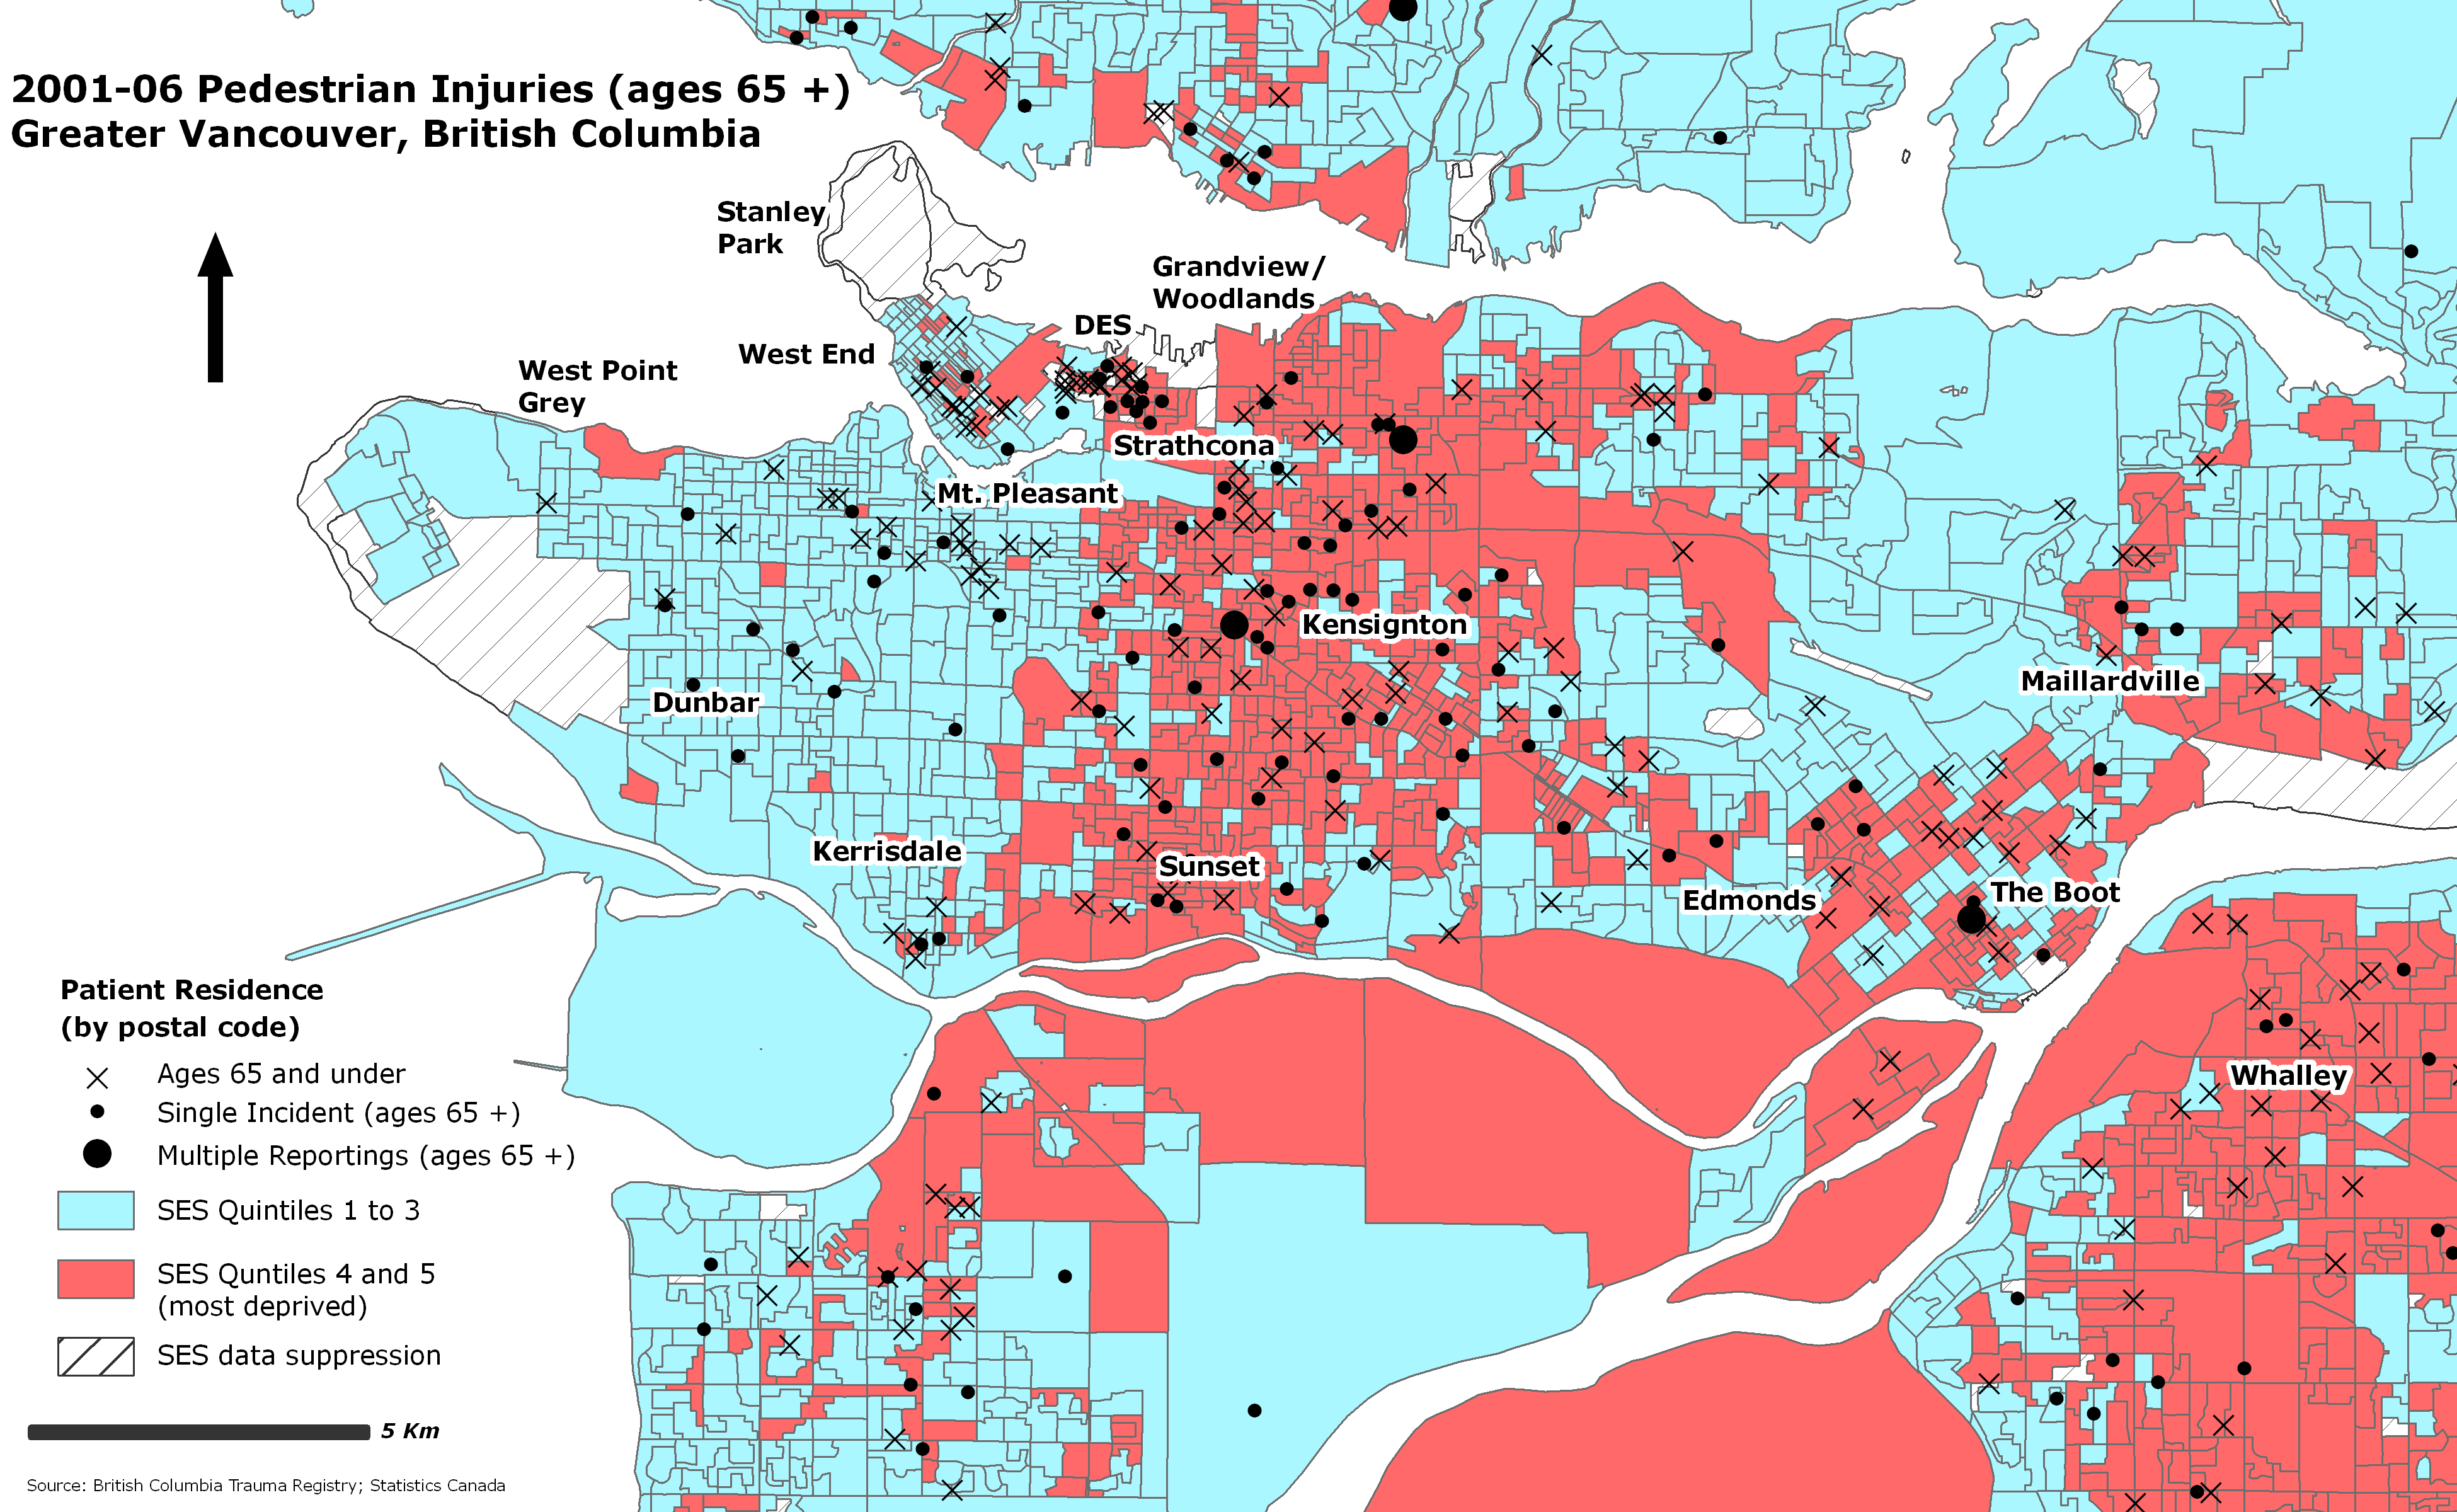 2001-06 Pedestrian Injuries (ages 65 +)
Greater Vancouver, British Columbia
Stanley
Park
Grandview/
Woodlands
DES
West End
West Point
Grey
Strathcona
Mt. Pleasant
Kensignton
Maillardville
Dunbar
Kerrisdale
Sunset
Edmonds
The Boot
Whalley
Patient Residence
(by postal code)
Ages 65 and under
Single Incident (ages 65 +)
Multiple Reportings (ages 65 +)
SES Quintiles 1 to 3
SES Quntiles 4 and 5
(most deprived)
SES data suppression
5 Km
Source: British Columbia Trauma Registry; Statistics Canada